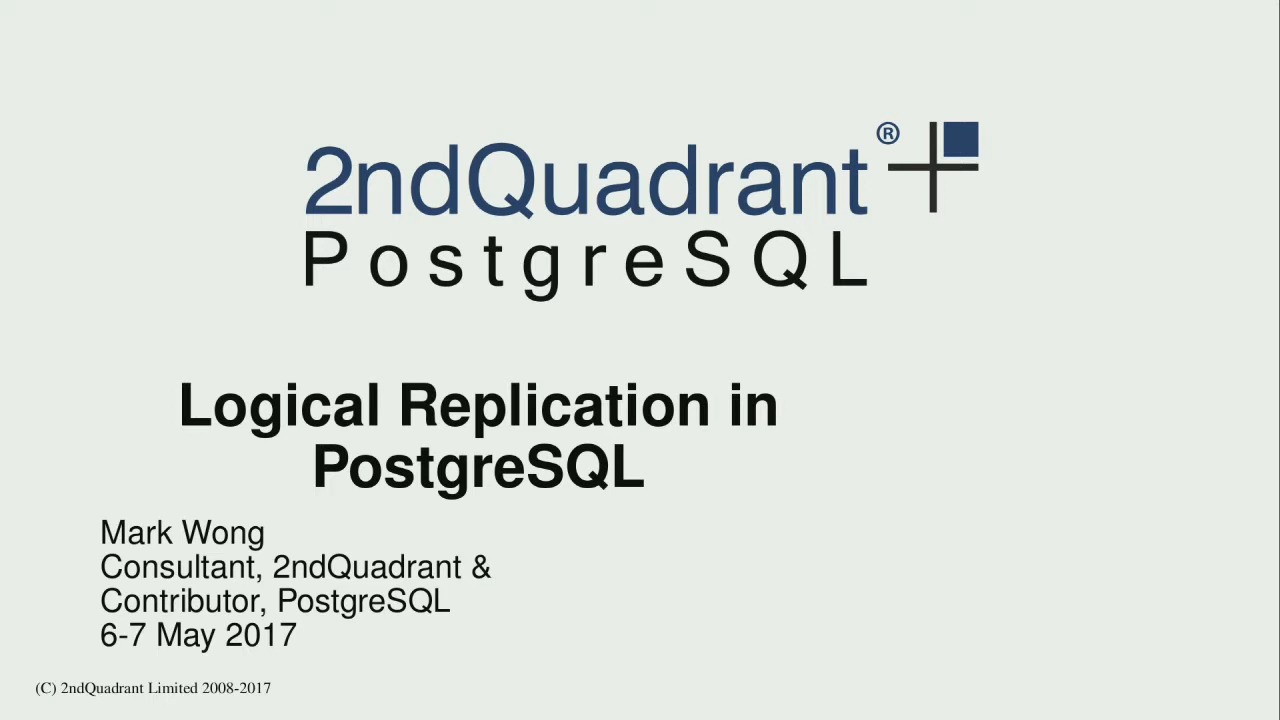 2ndQuadrant®
PostgreSQL
Logical Replication in
PostgreSQL
Mark Wong
Consultant, 2ndQuadrant &
Contributor, PostgreSQL
6-7 May 2017
(C) 2ndQuadrant Limited 2008-2017